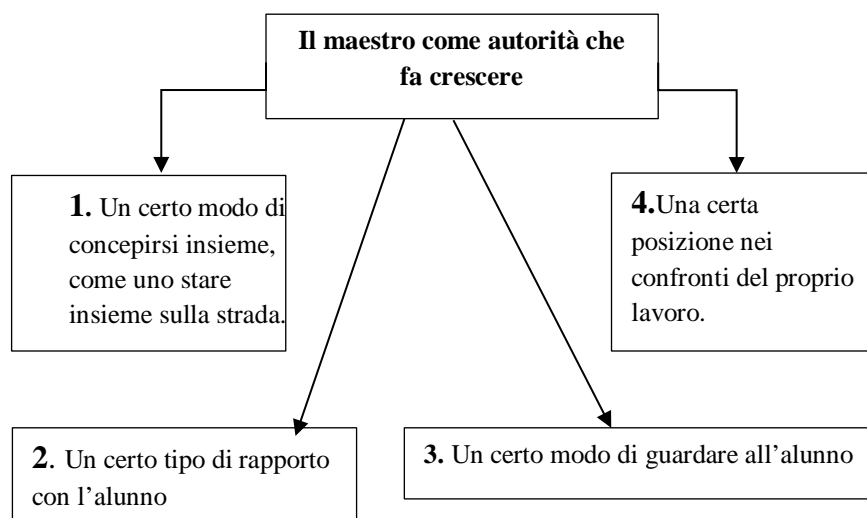 Il maestro come autorità che
fa crescere
1. Un certo modo di
concepirsi insieme,
come uno stare
insieme sulla strada.
4.Una certa
posizione nei
confronti del proprio
lavoro.
2. Un certo tipo di rapporto
con l’alunno
3. Un certo modo di guardare all’alunno